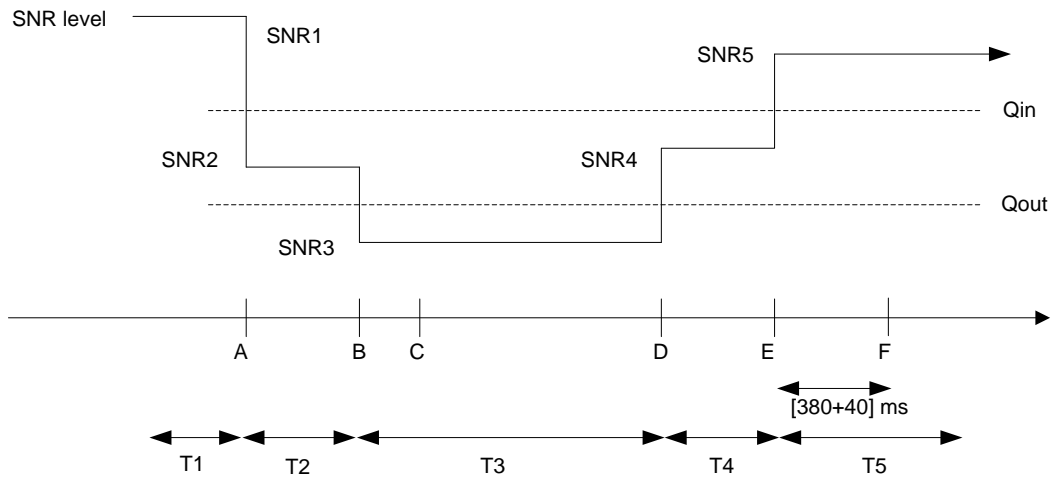 SNR level
SNR1
SNR5
Qin
SNR2
SNR4
Qout
SNR3
A
B
C
D
E
F
[380+40] ms
T1
T2
T3
T4
T5